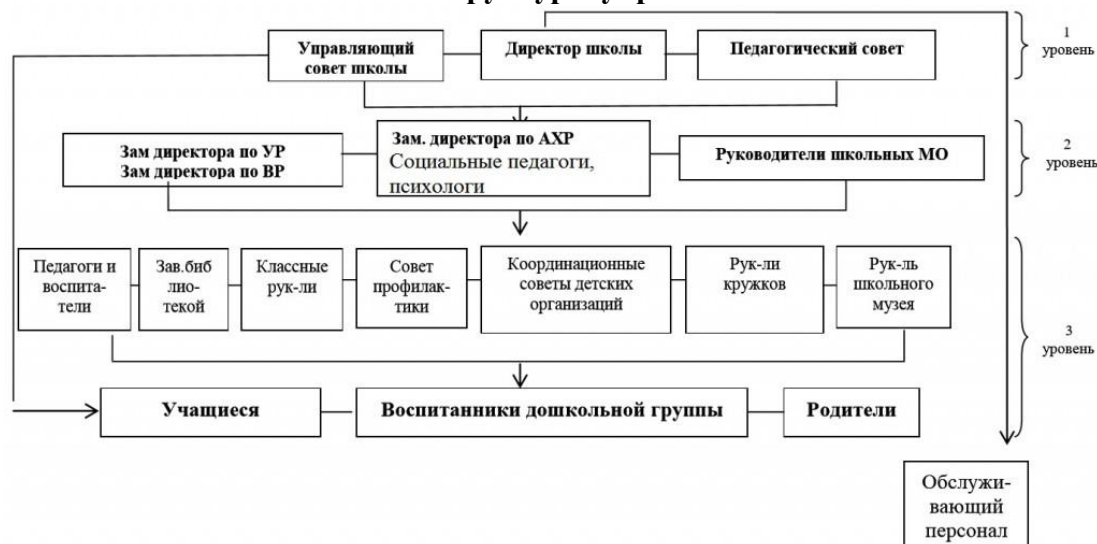 Управляющий
совет школы
Директор школы
Педагогический совет
1
уровень
Зам директора по УР
Зам директора по ВР
Зам. директора по АХР
Социальные педагоги,
психологи
Руководители школьных МО
2
уровень
Педагоги и
воспита-
тели
Зав.биб
лио-
текой
Классные
рук-ли
Совет
профилак-
тики
Координационные
советы детских
организаций
Рук-ли
кружков
Рук-ль
школьного
музея
3
уровень
Учащиеся
Воспитанники дошкольной группы
Родители
Обслужи-
вающий
персонал